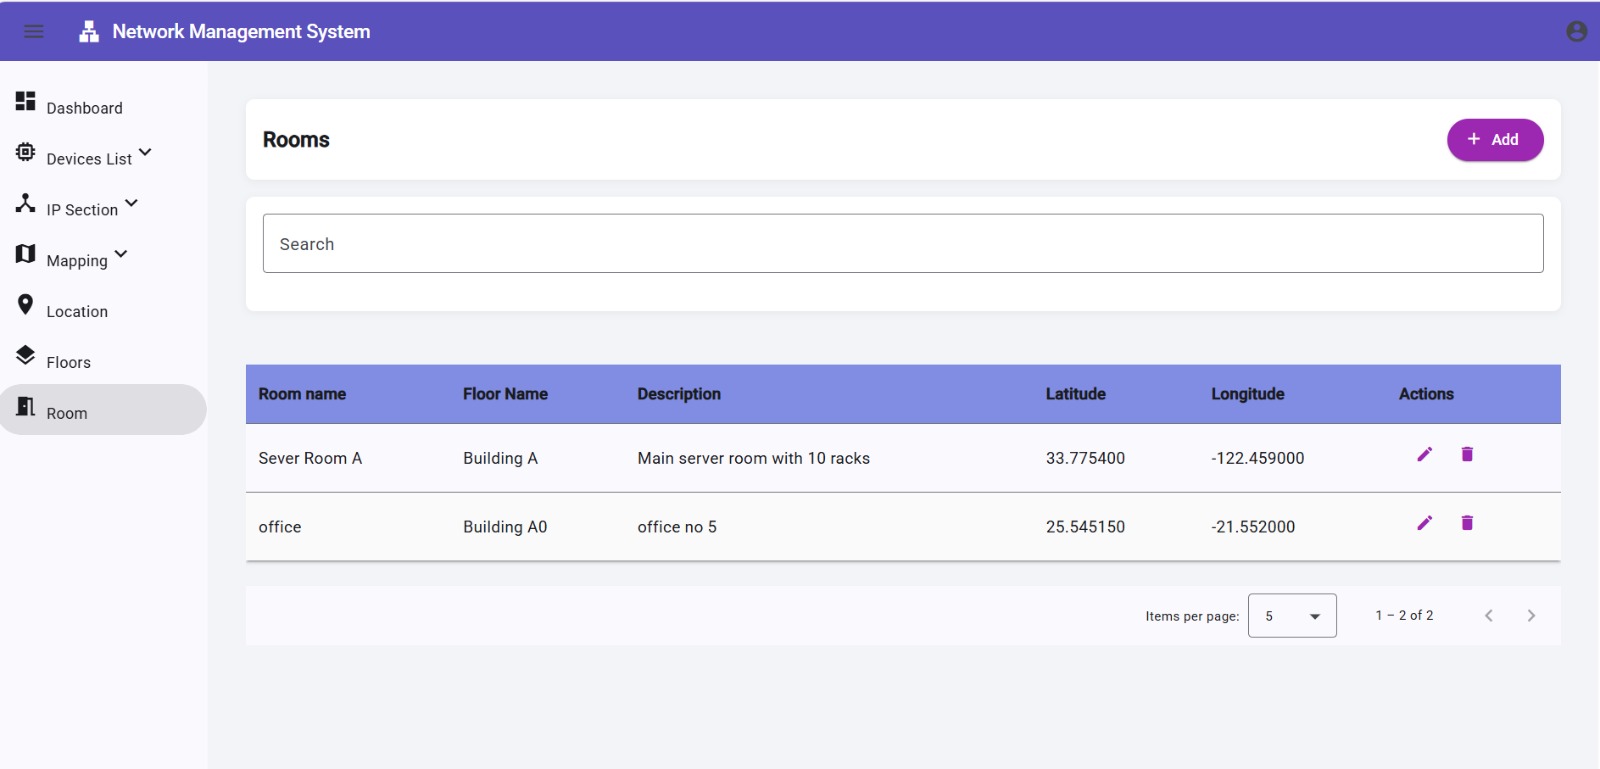 Network Management System
Dashboard
Devices List
IP Section
Mapping
Location
Floors
Room
Rooms
+ Add
Search
Room name Floor Name Description Latitude Longitude Actions
Sever Room A Building A Main server room with 10 racks 33.775400 -122.459000
office Building A0 office no 5 25.545150 -21.552000
Items per page: 5 1 – 2 of 2